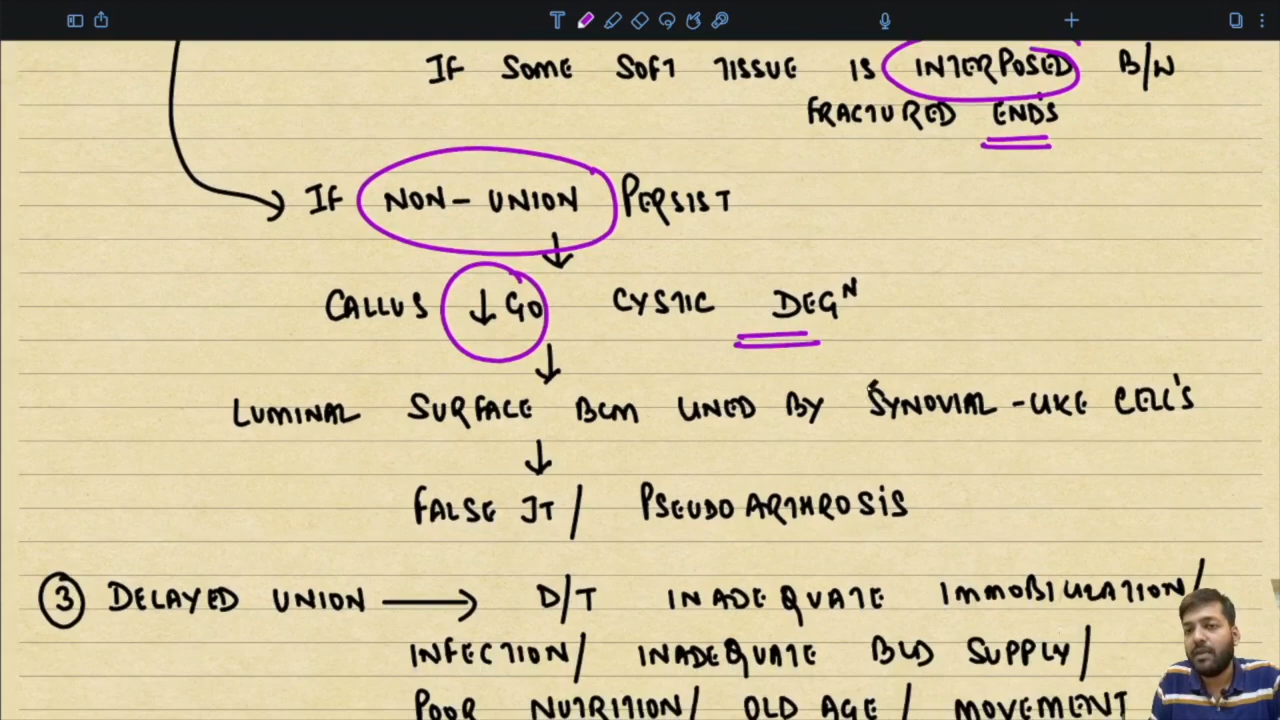 IF SOME SOFT TISSUE IS INTERPOSED B/N
FRACTURED ENDS
IF NON-UNION PERSIST
↓
CALLUS ↓GO CYSTIC DEGᴺ
↓
LUMINAL SURFACE BCM LINED BY SYNOVIAL-LIKE CELL'S
↓
FALSE JT/ PSEUDOARTHROSIS
③ DELAYED UNION → D/T INADEQUATE IMMOBILIZATION/
INFECTION/ INADEQUATE BLD SUPPLY/
POOR NUTRITION/ OLD AGE/ MOVEMENT